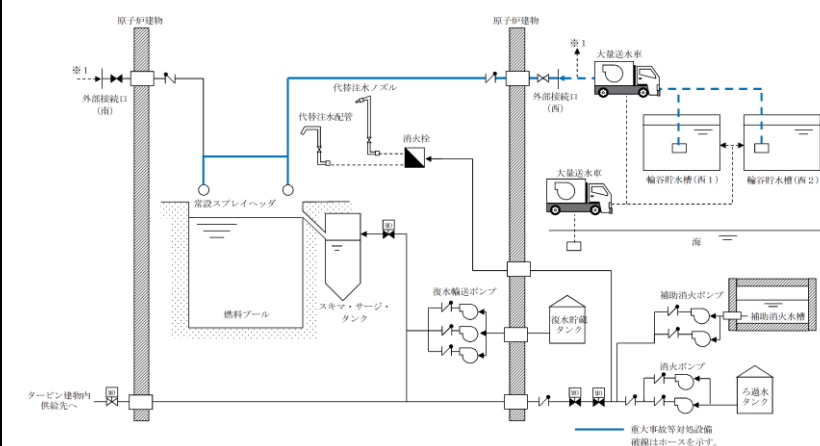 原子炉建物
原子炉建物
※1
外部接続口
(南)
代替注水ノズル
代替注水配管
消火栓
※1
外部接続口
(西)
大量送水車
輪谷貯水槽(西1)
輪谷貯水槽(西2)
大量送水車
海
常設スプレイヘッダ
燃料プール
スキマ・サージ・
タンク
MO
復水輸送ポンプ
復水貯蔵
タンク
補助消火ポンプ
補助消火水槽
消火ポンプ
ろ過水
タンク
タービン建物内
供給先へ
MO
MO
MO
重大事故等対処設備
破線はホースを示す。